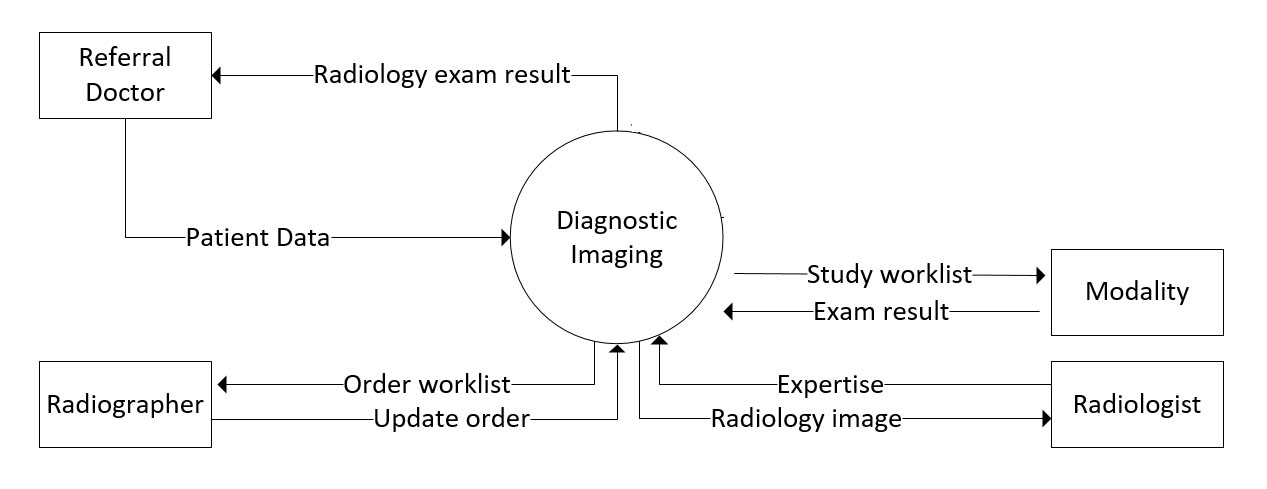 Referral
Doctor
Radiology exam result
Patient Data
Diagnostic
Imaging
Study worklist
Exam result
Modality
Radiographer
Order worklist
Update order
Expertise
Radiology image
Radiologist